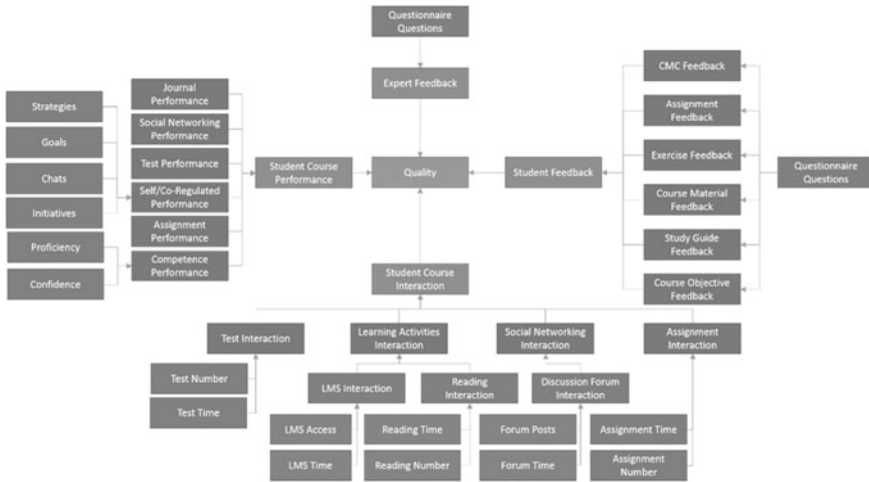 Questionnaire
Questions
Expert Feedback
CMC Feedback
Assignment
Feedback
Exercise Feedback
Course Material
Feedback
Study Guide
Feedback
Course Objective
Feedback
Questionnaire
Questions
Student Feedback
Quality
Student Course
Performance
Journal
Performance
Social Networking
Performance
Test Performance
Self/Co-Regulated
Performance
Assignment
Performance
Competence
Performance
Strategies
Goals
Chats
Initiatives
Proficiency
Confidence
Student Course
Interaction
Test Interaction
Learning Activities
Interaction
Social Networking
Interaction
Assignment
Interaction
Test Number
Test Time
LMS Interaction
Reading
Interaction
Discussion Forum
Interaction
LMS Access
Reading Time
Forum Posts
Assignment Time
LMS Time
Reading Number
Forum Time
Assignment
Number